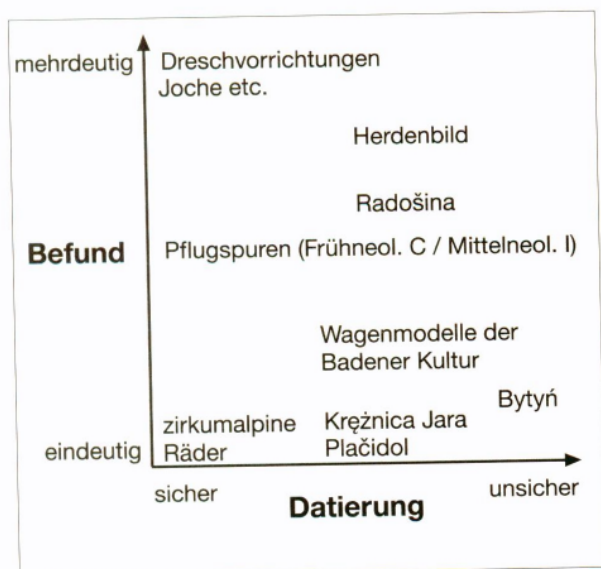 mehrdeutig
Dreschvorrichtungen
Joche etc.
Herdenbild
Radošina
Befund
Pflugspuren (Frühneol. C / Mittelneol. I)
Wagenmodelle der
Badener Kultur
Bytyń
zirkumalpine
Räder
Krężnica Jara
Plačidol
eindeutig
sicher
unsicher
Datierung